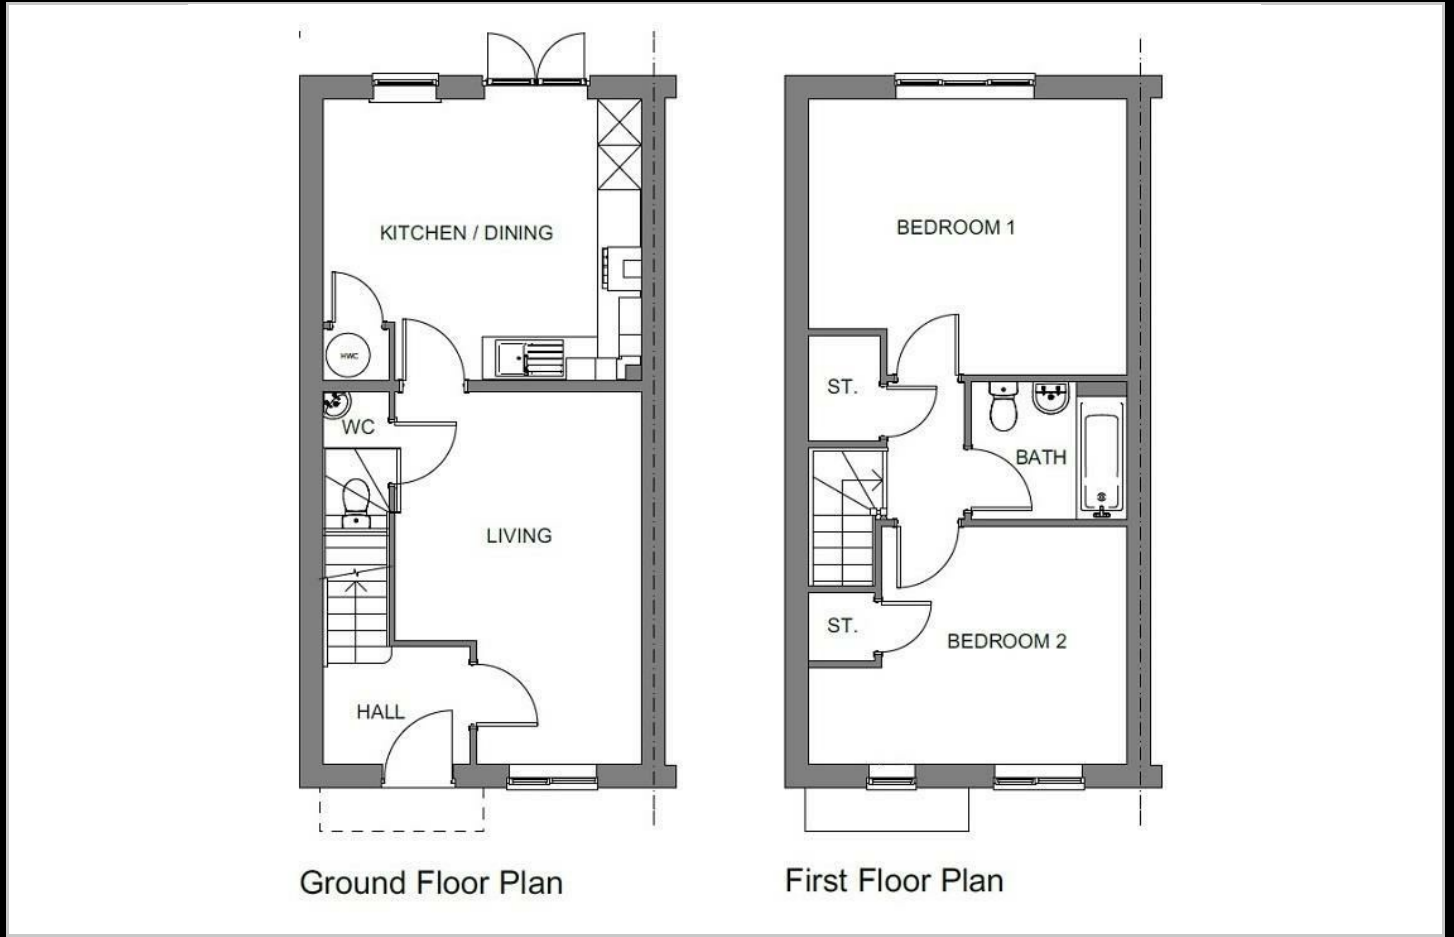 KITCHEN / DINING
HWC
WC
LIVING
HALL
Ground Floor Plan
BEDROOM 1
ST.
BATH
ST.
BEDROOM 2
First Floor Plan